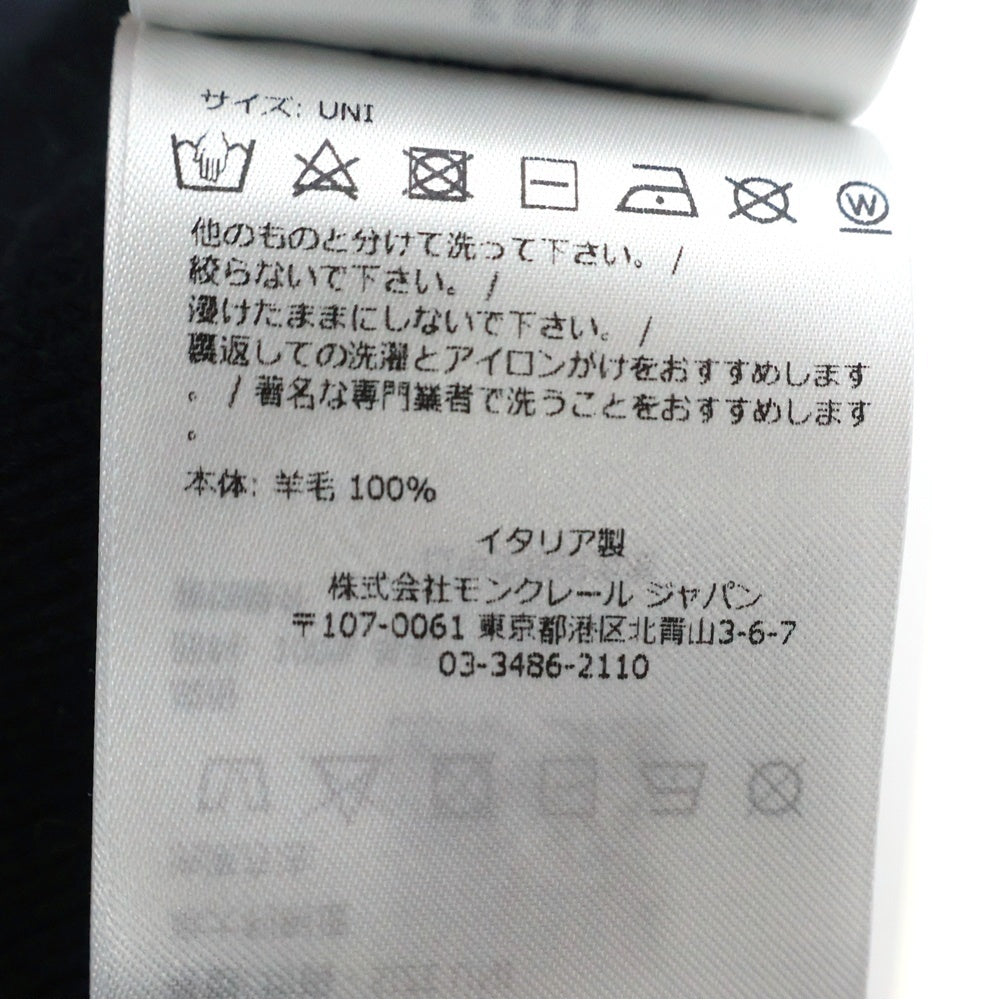 サイズ: UNI
W
他のものと分けて洗って下さい。 /
絞らないで下さい。 /
浸けたままにしないで下さい。 /
裏返しての洗濯とアイロンがけをおすすめします
。 / 著名な専門業者で洗うことをおすすめします
。
本体: 羊毛 100%
イタリア製
株式会社モンクレール ジャパン
〒107-0061 東京都港区北青山3-6-7
03-3486-2110